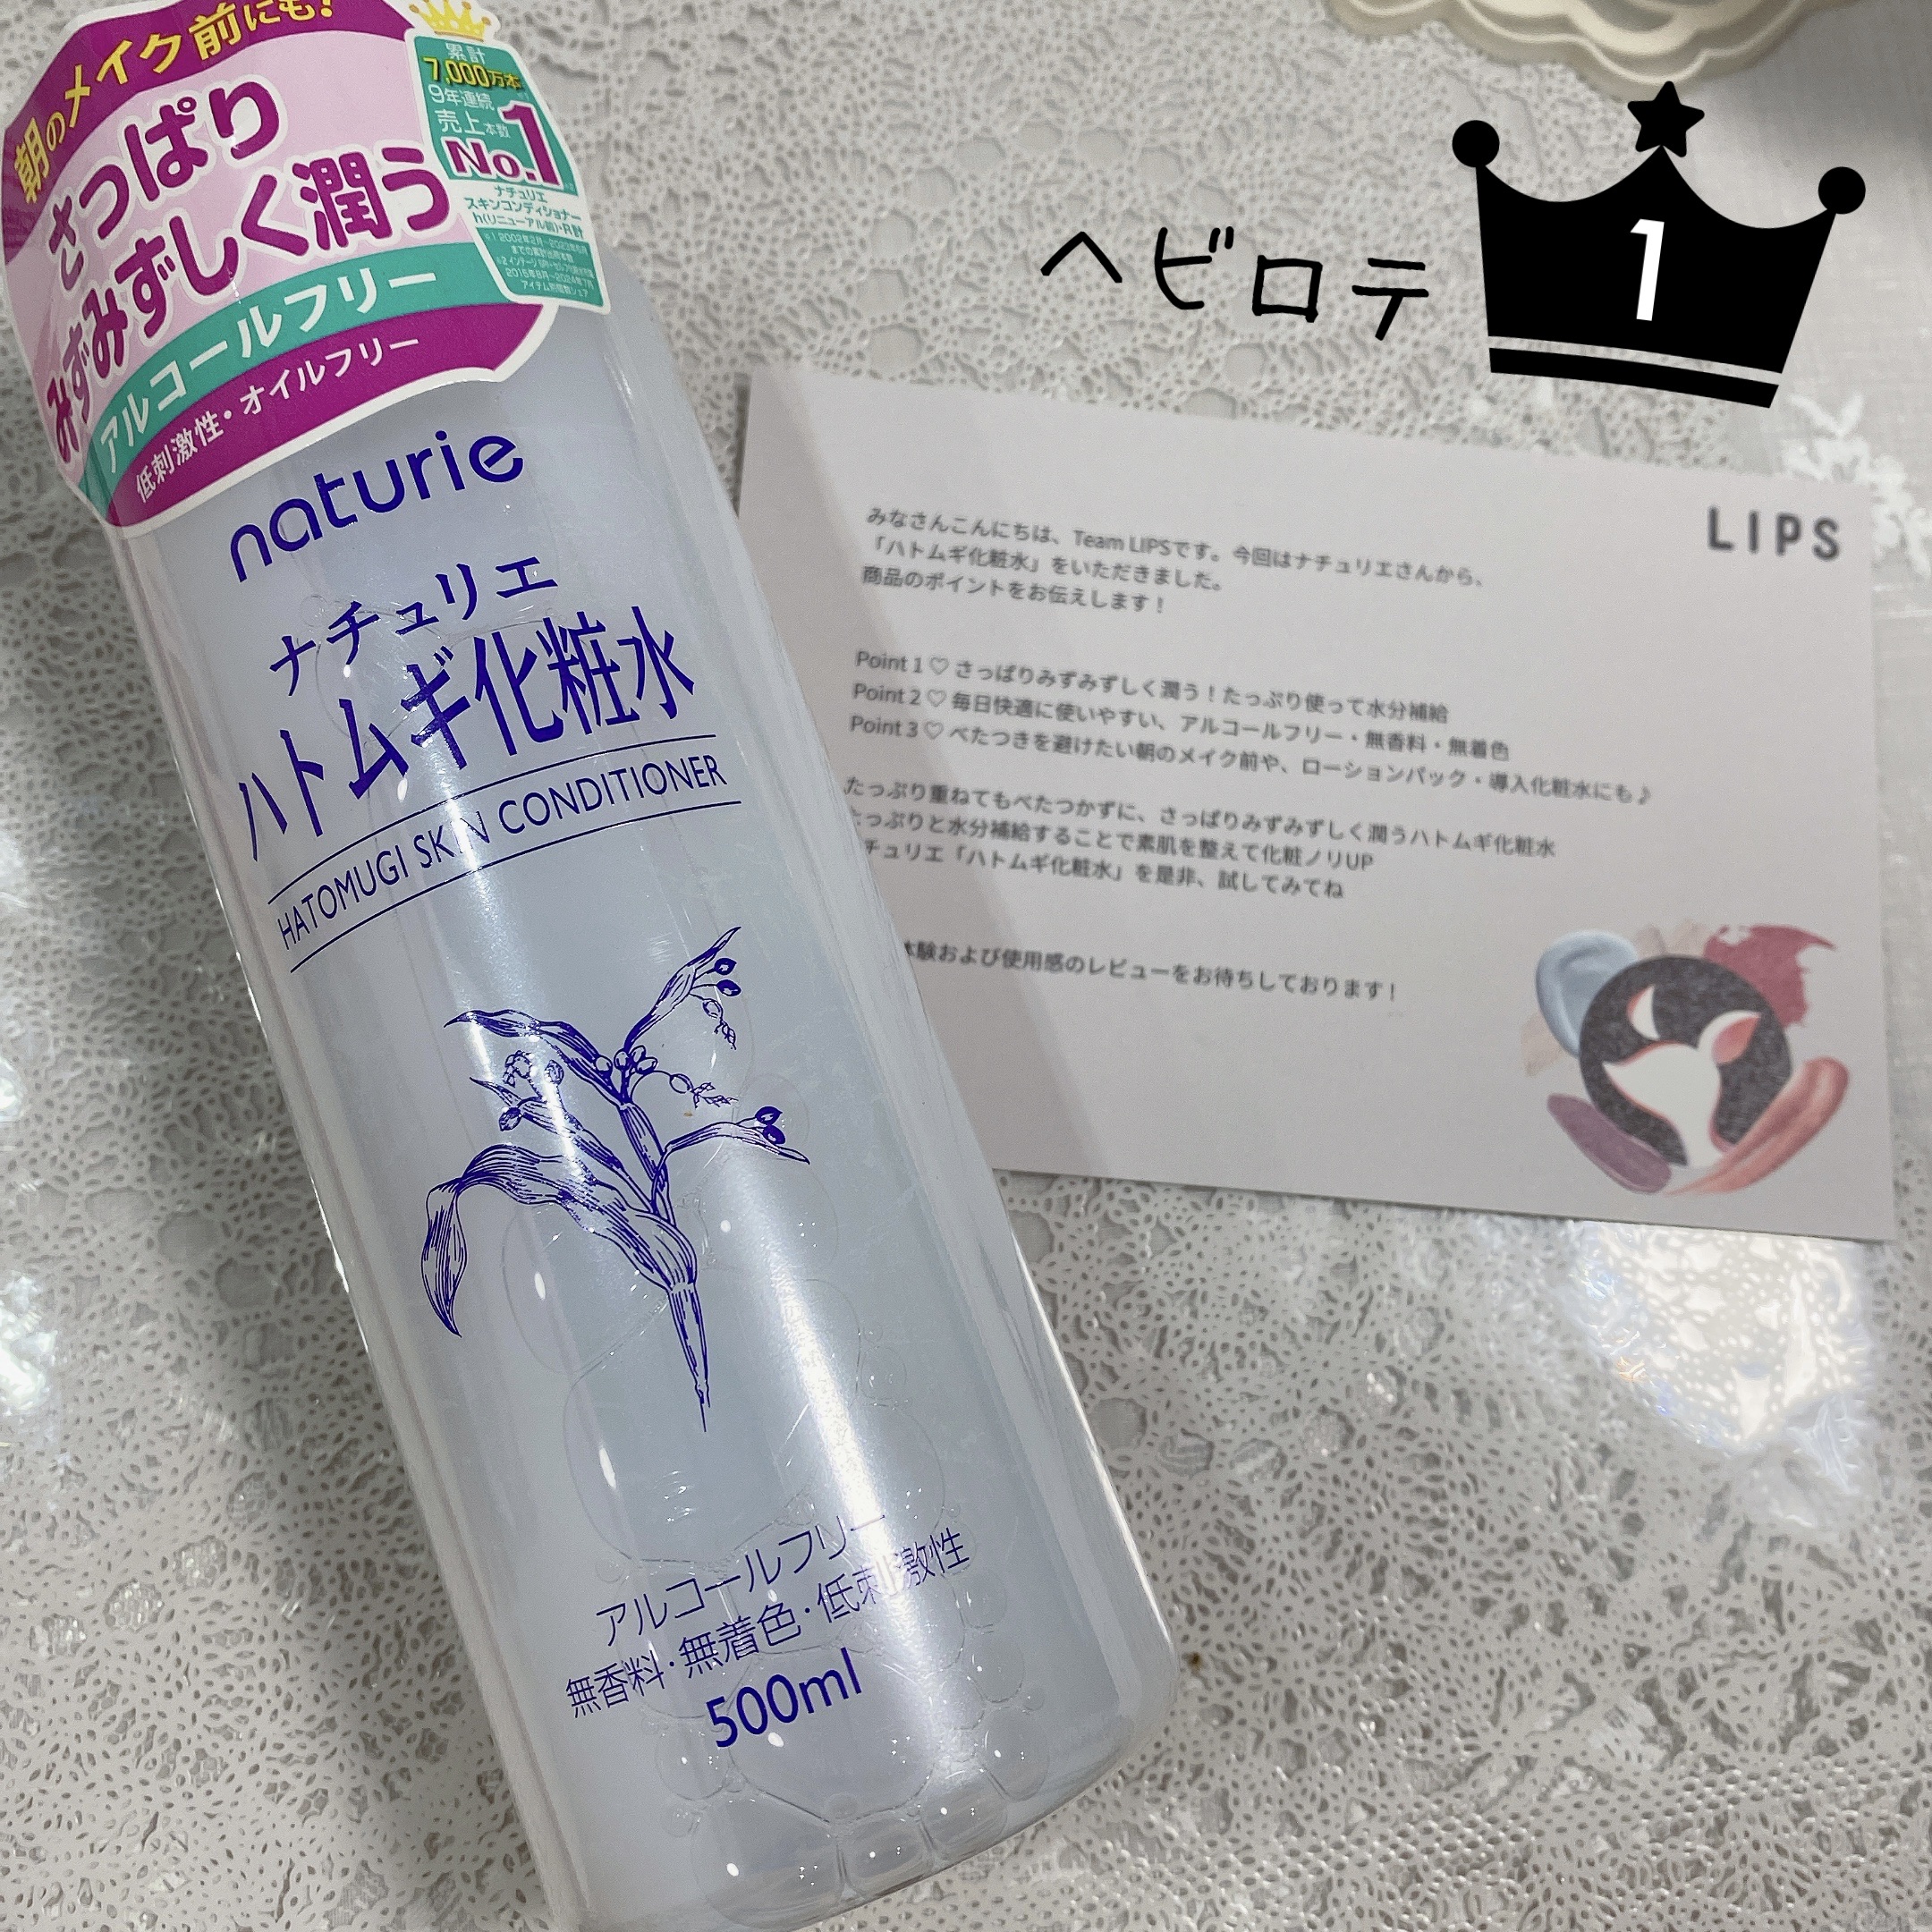 朝のメイク前にも!
さっぱり
みずみずしく潤う
アルコールフリー
低刺激性・オイルフリー
累計
7,000万本
9年連続
売上本数
No.1
ナチュリエ
スキンコンディショナー
h(リニューアル前)・R計
naturie
ナチュリエ
ハトムギ化粧水
HATOMUGI SKIN CONDITIONER
アルコールフリー
無香料・無着色・低刺激性
500ml
ヘビロテ
1
LIPS
みなさんこんにちは、Team LIPSです。今回はナチュリエさんから、
「ハトムギ化粧水」をいただきました。
商品のポイントをお伝えします！
Point 1 ♡ さっぱりみずみずしく潤う！たっぷり使って水分補給
Point 2 ♡ 毎日快適に使いやすい、アルコールフリー・無香料・無着色
Point 3 ♡ べたつきを避けたい朝のメイク前や、ローションパック・導入化粧水にも♪
たっぷり重ねてもべたつかずに、さっぱりみずみずしく潤うハトムギ化粧水
たっぷりと水分補給することで素肌を整えて化粧ノリUP
チュリエ「ハトムギ化粧水」を是非、試してみてね
体験および使用感のレビューをお待ちしております！